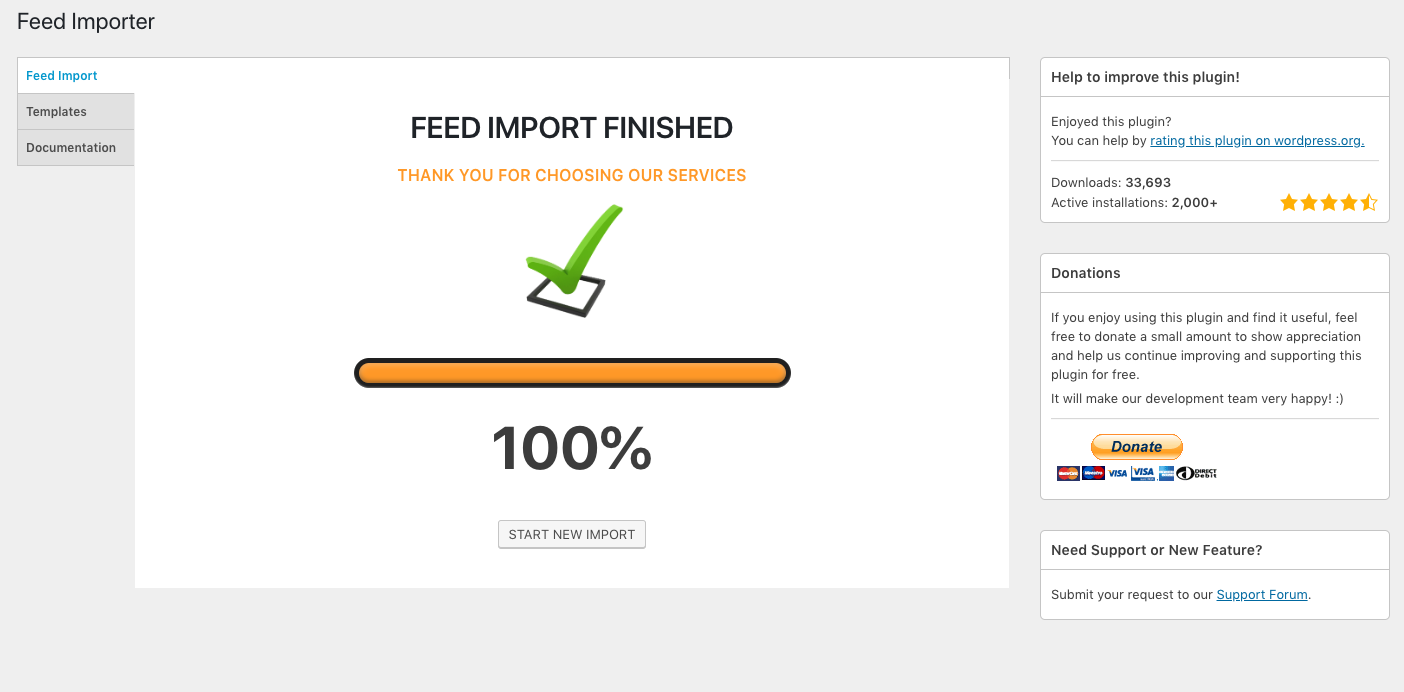 Feed Importer
Feed Import
Templates
Documentation
FEED IMPORT FINISHED
THANK YOU FOR CHOOSING OUR SERVICES
100%
START NEW IMPORT
Help to improve this plugin!
Enjoyed this plugin?
You can help by rating this plugin on wordpress.org.
Downloads: 33,693
Active installations: 2,000+
Donations
If you enjoy using this plugin and find it useful, feel
free to donate a small amount to show appreciation
and help us continue improving and supporting this
plugin for free.
It will make our development team very happy! :)
Donate
VISA VISA DIRECT
Debit
Need Support or New Feature?
Submit your request to our Support Forum.